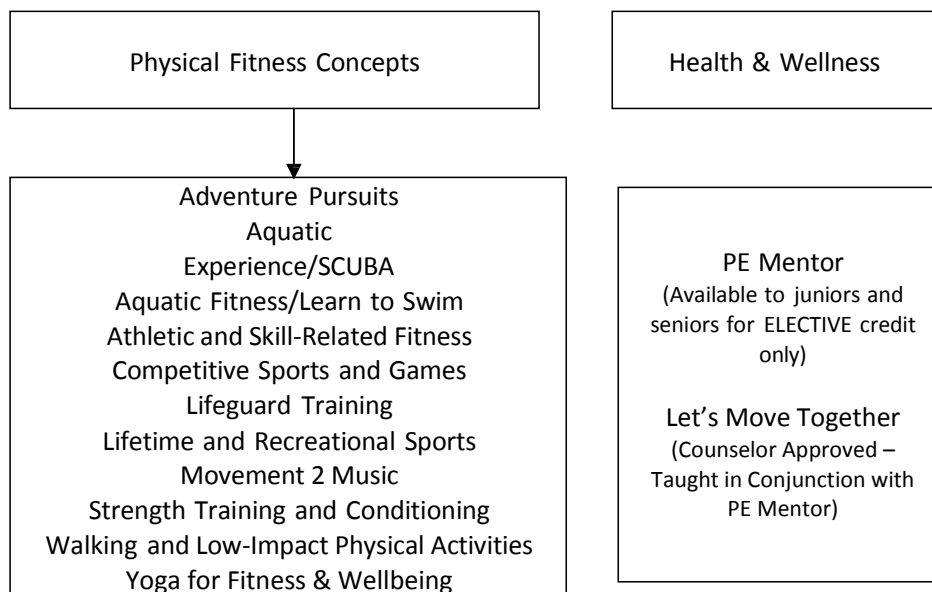 Physical Fitness Concepts
Health & Wellness
Adventure Pursuits
Aquatic
Experience/SCUBA
Aquatic Fitness/Learn to Swim
Athletic and Skill-Related Fitness
Competitive Sports and Games
Lifeguard Training
Lifetime and Recreational Sports
Movement 2 Music
Strength Training and Conditioning
Walking and Low-Impact Physical Activities
Yoga for Fitness & Wellbeing
PE Mentor
(Available to juniors and
seniors for ELECTIVE credit
only)
Let’s Move Together
(Counselor Approved –
Taught in Conjunction with
PE Mentor)